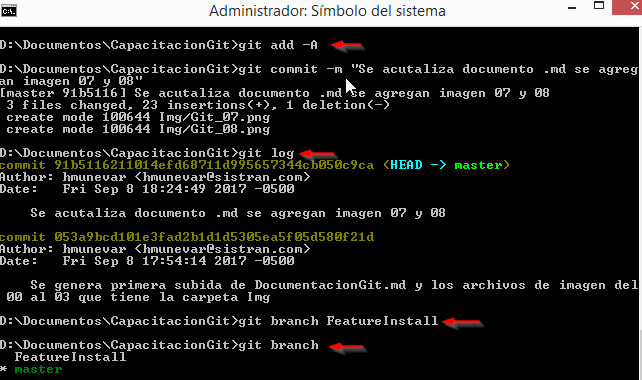 Administrador: Símbolo del sistema
D:\Documentos\CapacitacionGit>git add -A
D:\Documentos\CapacitacionGit>git commit -m "Se acutaliza documento .md se agreg
an imagen 07 y 08"
[master 91b5116] Se acutaliza documento .md se agregan imagen 07 y 08
3 files changed, 23 insertions(+), 1 deletion(-)
create mode 100644 Img/Git_07.png
create mode 100644 Img/Git_08.png
D:\Documentos\CapacitacionGit>git log
commit 91b5116211014efd68711d995657344cb050c9ca (HEAD -> master)
Author: hmunevar <hmunevar@sistran.com>
Date:   Fri Sep 8 18:24:49 2017 -0500
Se acutaliza documento .md se agregan imagen 07 y 08
commit 053a9bcd101e3fad2b1d1d5305ea5f05d580f21d
Author: hmunevar <hmunevar@sistran.com>
Date:   Fri Sep 8 17:54:14 2017 -0500
Se genera primera subida de DocumentacionGit.md y los archivos de imagen del
00 al 03 que tiene la carpeta Img
D:\Documentos\CapacitacionGit>git branch FeatureInstall
D:\Documentos\CapacitacionGit>git branch
FeatureInstall
* master